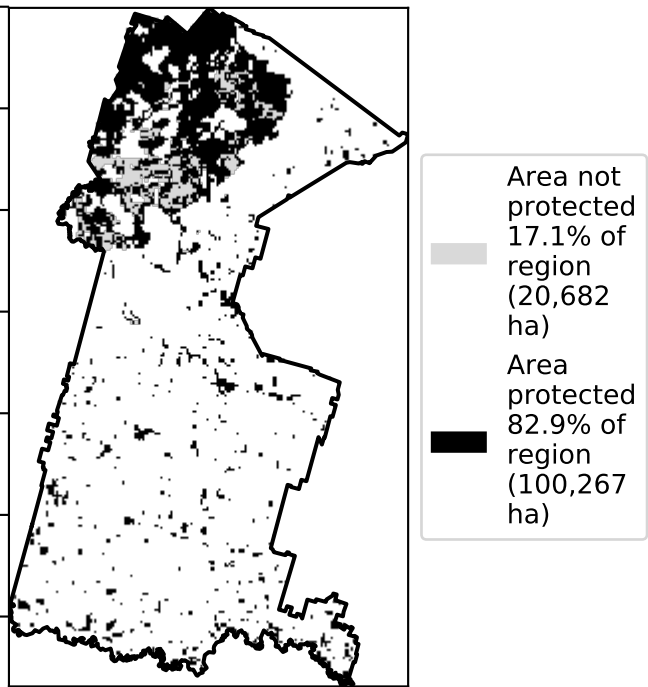 Area not
protected
17.1% of
region
(20,682
ha)
Area
protected
82.9% of
region
(100,267
ha)